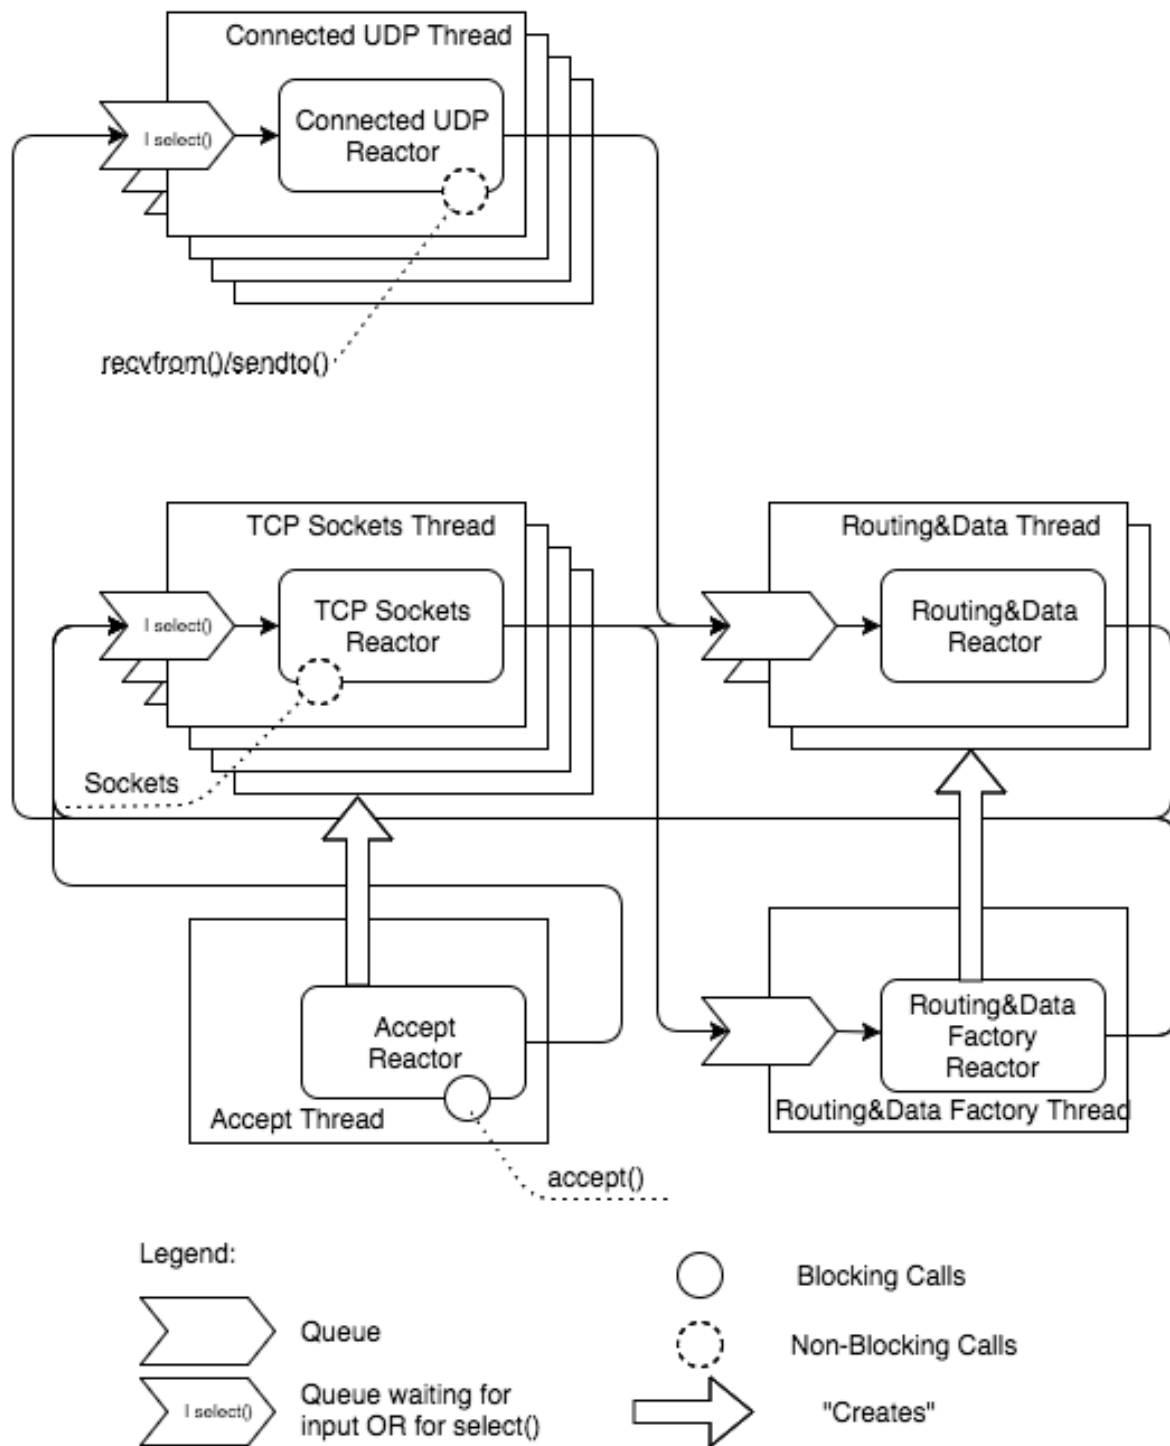 Connected UDP Thread
| select()
Connected UDP
Reactor
recvfrom()/sendto()
TCP Sockets Thread
| select()
TCP Sockets
Reactor
Sockets
Routing&Data Thread
Routing&Data
Reactor
Accept
Reactor
Accept Thread
accept()
Routing&Data
Factory
Reactor
Routing&Data Factory Thread
Legend:
Queue
| select()
Queue waiting for
input OR for select()
Blocking Calls
Non-Blocking Calls
"Creates"